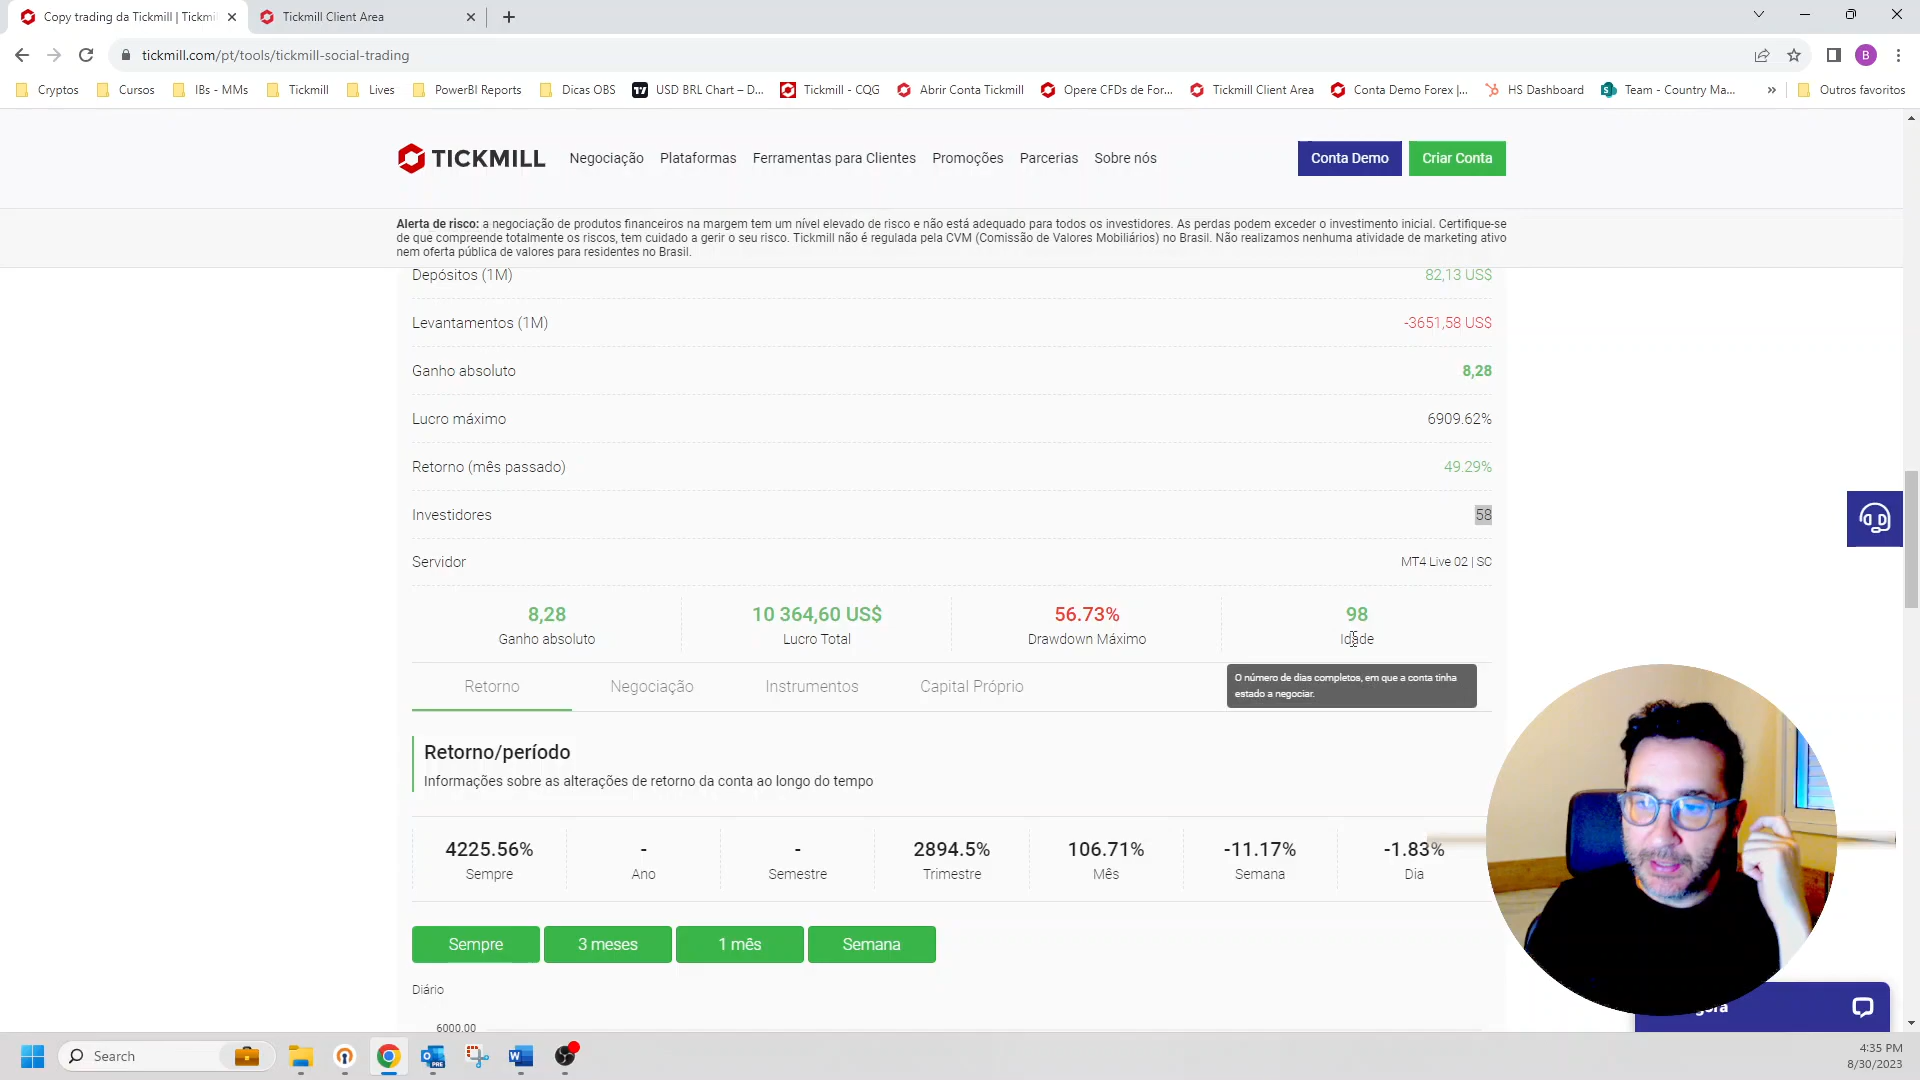 Copy trading da Tickmill | Tickmi
Tickmill Client Area
tickmill.com/pt/tools/tickmill-social-trading
B
Cryptos
Cursos
IBs - MMs
Tickmill
Lives
PowerBI Reports
Dicas OBS
USD BRL Chart – D...
Tickmill - CQG
Abrir Conta Tickmill
Opere CFDs de For...
Tickmill Client Area
Conta Demo Forex |...
HS Dashboard
Team - Country Ma...
»
Outros favoritos
TICKMILL
Negociação
Plataformas
Ferramentas para Clientes
Promoções
Parcerias
Sobre nós
Conta Demo
Criar Conta
Alerta de risco: a negociação de produtos financeiros na margem tem um nível elevado de risco e não está adequado para todos os investidores. As perdas podem exceder o investimento inicial. Certifique-se
de que compreende totalmente os riscos, tem cuidado a gerir o seu risco. Tickmill não é regulada pela CVM (Comissão de Valores Mobiliários) no Brasil. Não realizamos nenhuma atividade de marketing ativo
nem oferta pública de valores para residentes no Brasil.
Depósitos (1M) 82,13 US$
Levantamentos (1M) -3651,58 US$
Ganho absoluto 8,28
Lucro máximo 6909.62%
Retorno (mês passado) 49.29%
Investidores 58
Servidor MT4 Live 02 | SC
8,28 10 364,60 US$ 56.73% 98
Ganho absoluto Lucro Total Drawdown Máximo Idade
O número de dias completos, em que a conta tinha
estado a negociar.
Retorno Negociação Instrumentos Capital Próprio
Retorno/período
Informações sobre as alterações de retorno da conta ao longo do tempo
4225.56% - - 2894.5% 106.71% -11.17% -1.83%
Sempre Ano Semestre Trimestre Mês Semana Dia
Sempre 3 meses 1 mês Semana
Diário
6000.00
Search
4:35 PM
8/30/2023